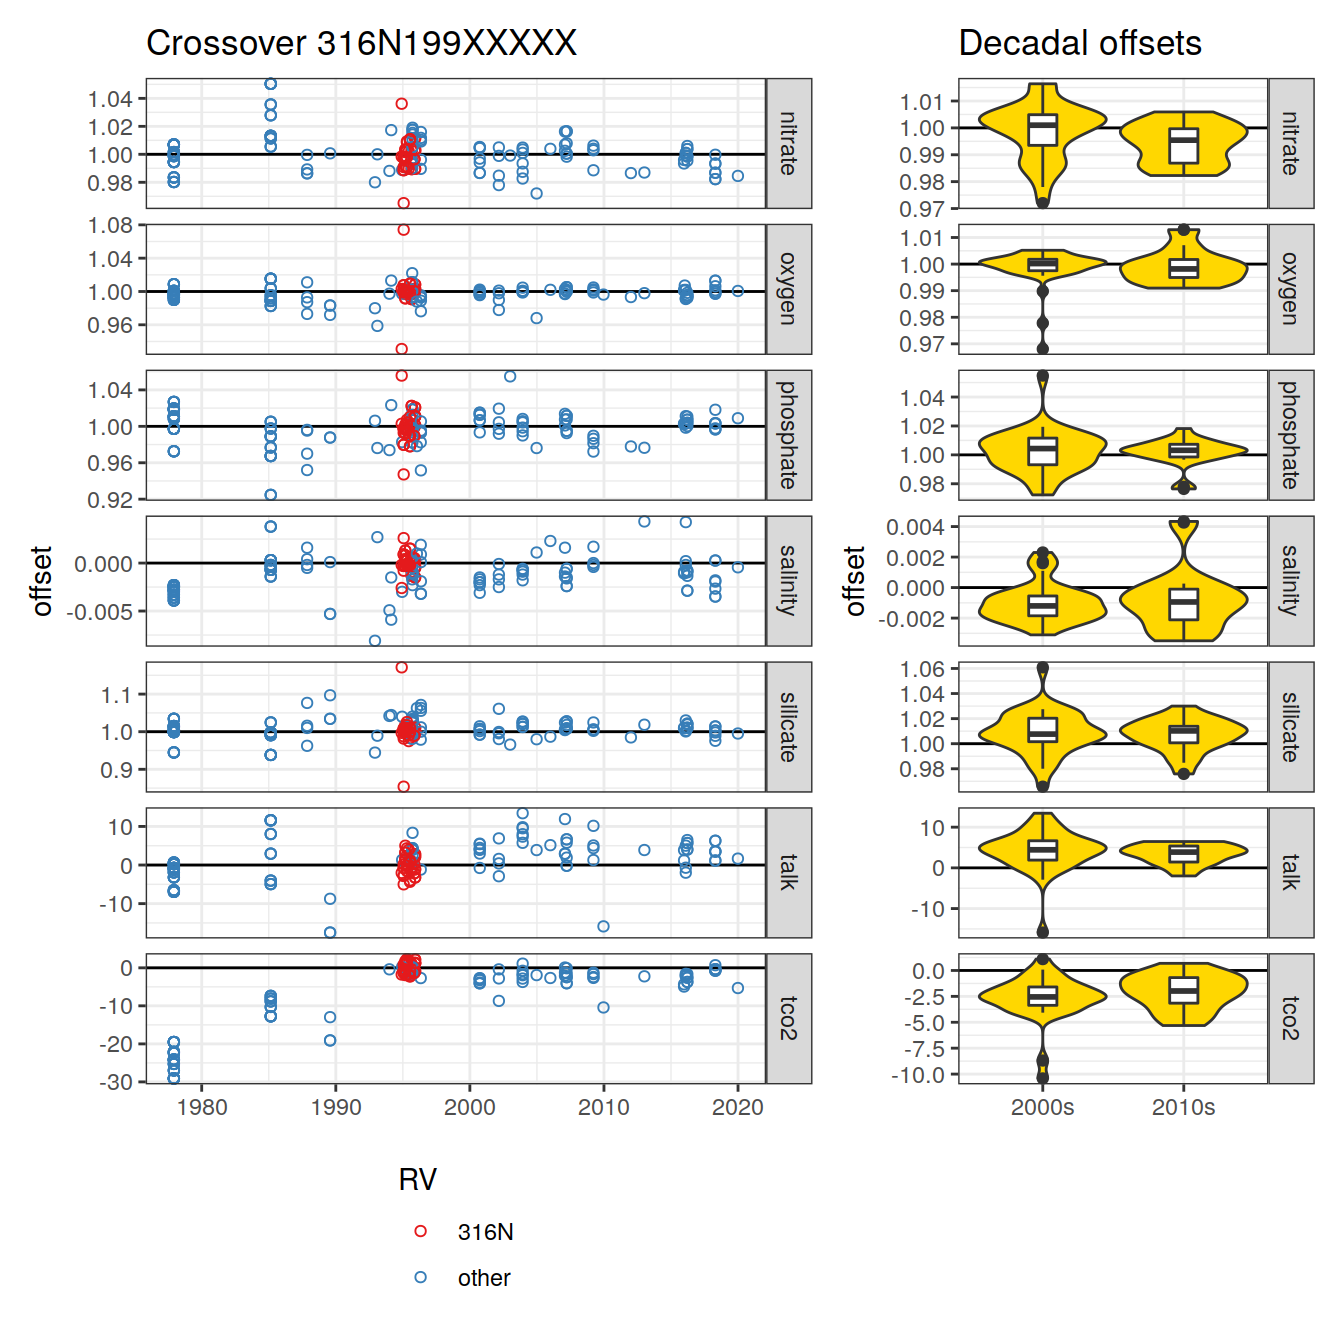 Crossover 316N199XXXXX
Decadal offsets
1.04
1.02
1.00
0.98
nitrate
1.01
1.00
0.99
0.98
0.97
nitrate
1.08
1.04
1.00
0.96
oxygen
1.01
1.00
0.99
0.98
0.97
oxygen
1.04
1.00
0.96
0.92
phosphate
1.04
1.02
1.00
0.98
phosphate
offset
0.000
-0.005
salinity
offset
0.004
0.002
0.000
-0.002
salinity
1.1
1.0
0.9
silicate
1.06
1.04
1.02
1.00
0.98
silicate
10
0
-10
talk
10
0
-10
talk
0
-10
-20
-30
tco2
0.0
-2.5
-5.0
-7.5
-10.0
tco2
1980 1990 2000 2010 2020
2000s 2010s
RV
316N
other